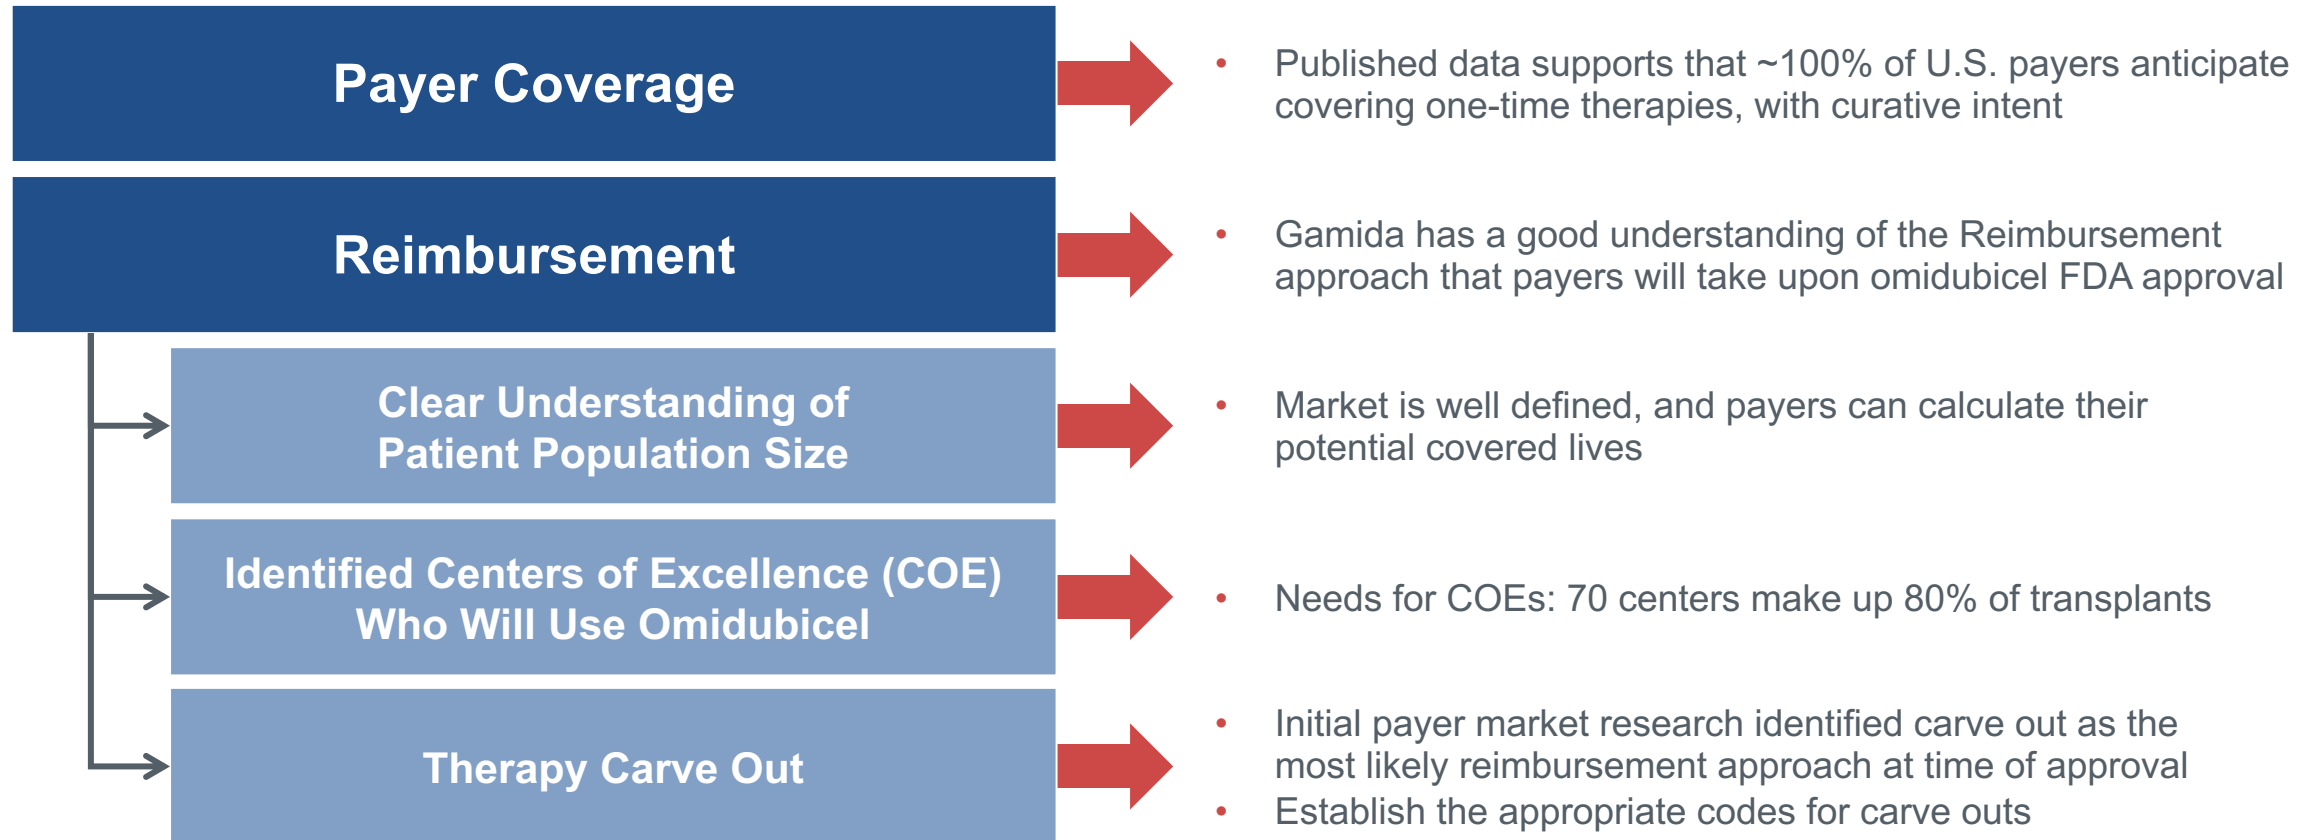 Payer Coverage
• Published data supports that ~100% of U.S. payers anticipate
covering one-time therapies, with curative intent
Reimbursement
• Gamida has a good understanding of the Reimbursement
approach that payers will take upon omidubicel FDA approval
Clear Understanding of
Patient Population Size
• Market is well defined, and payers can calculate their
potential covered lives
Identified Centers of Excellence (COE)
Who Will Use Omidubicel
• Needs for COEs: 70 centers make up 80% of transplants
Therapy Carve Out
• Initial payer market research identified carve out as the
most likely reimbursement approach at time of approval
• Establish the appropriate codes for carve outs